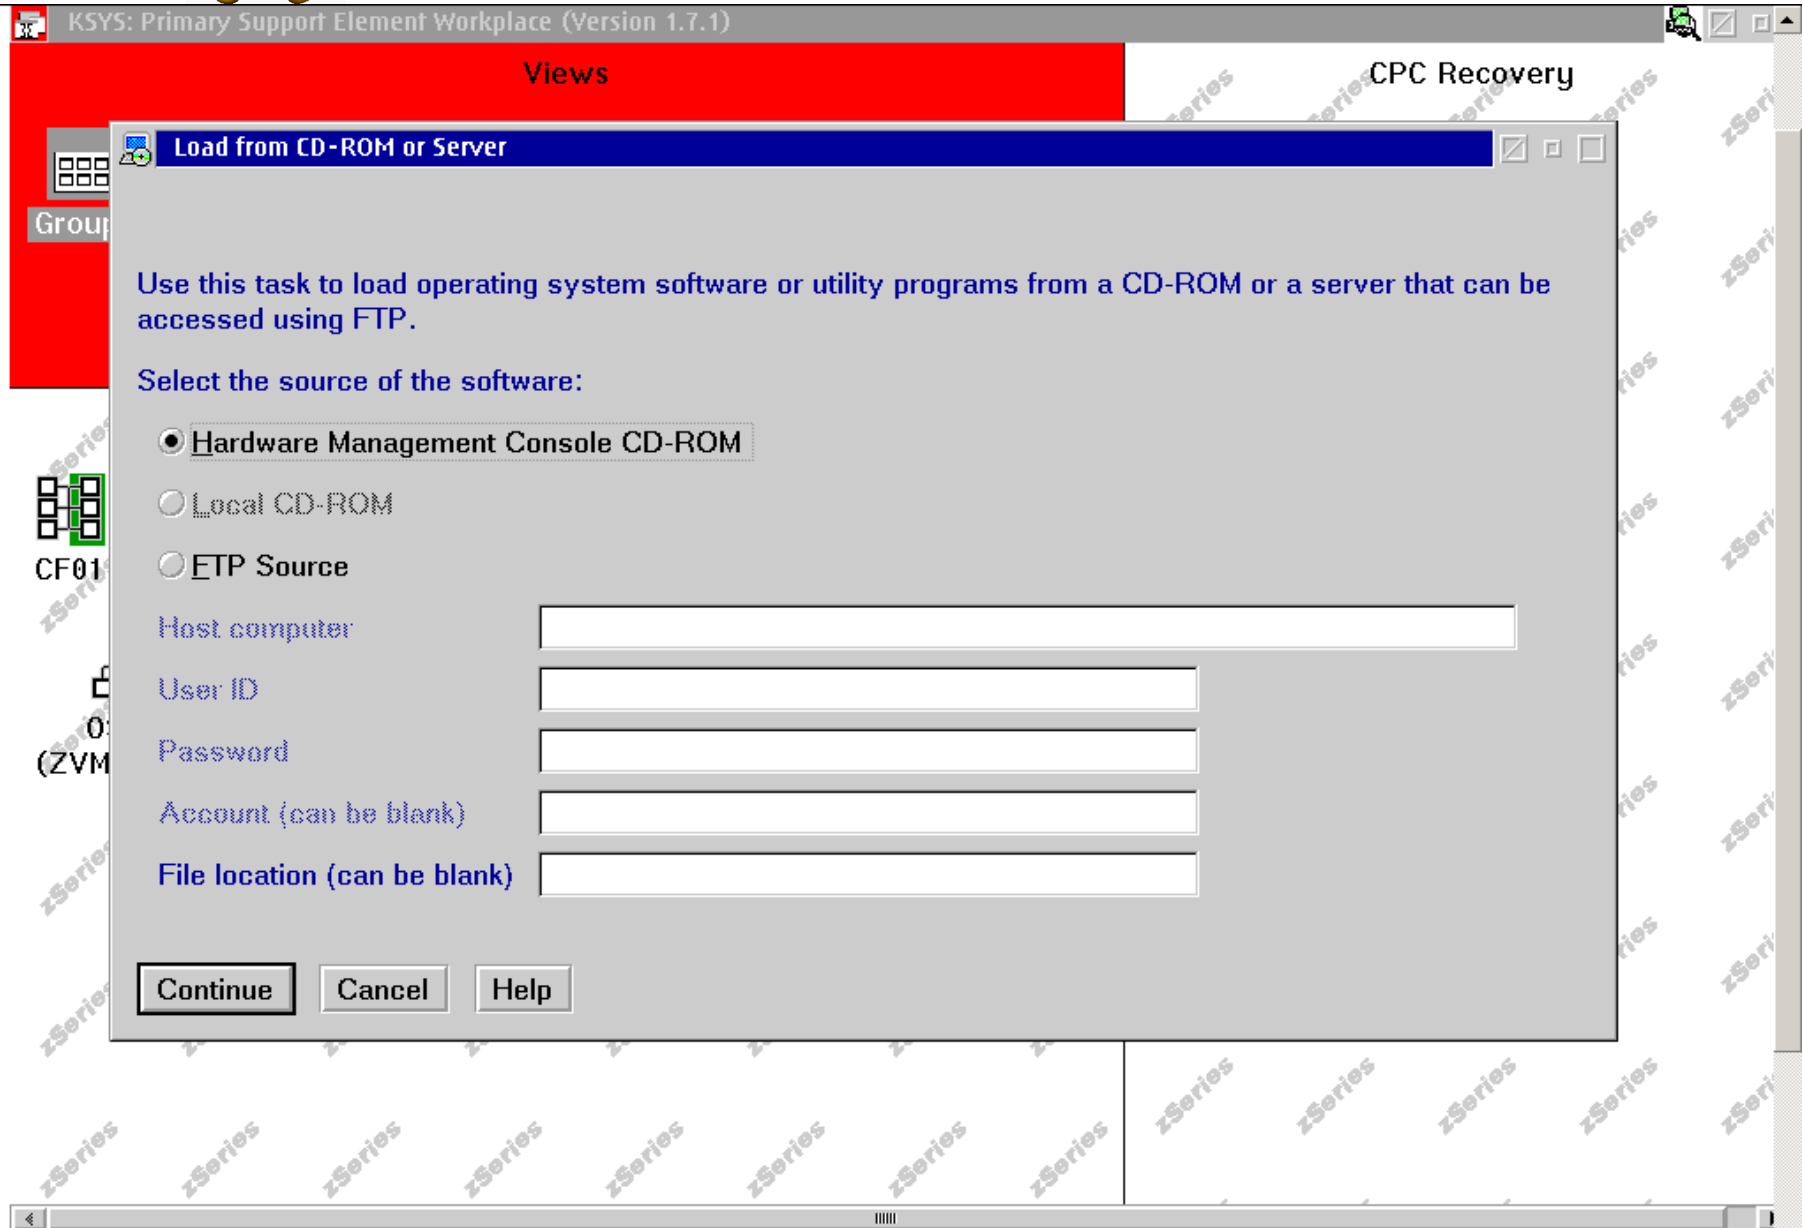 KSYS: Primary Support Element Workplace (Version 1.7.1)
Views
CPC Recovery
Load from CD-ROM or Server
Use this task to load operating system software or utility programs from a CD-ROM or a server that can be
accessed using FTP.
Select the source of the software:
Hardware Management Console CD-ROM
Local CD-ROM
FTP Source
CF01
Host computer
User ID
Password
(ZVM
Account (can be blank)
File location (can be blank)
Continue
Cancel
Help
zSeries